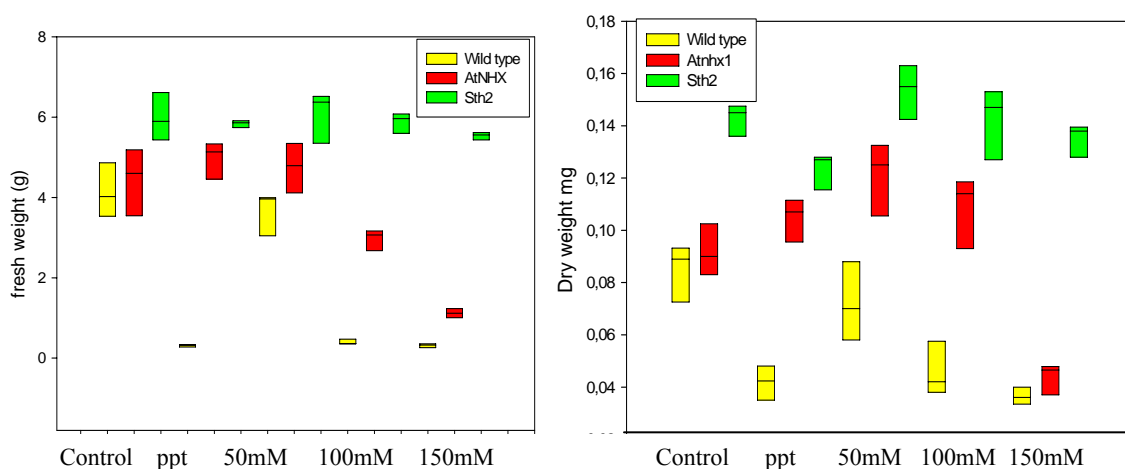 8
6
4
2
0
fresh weight (g)
Wild type
AtNHX
Sth2
Control ppt 50mM 100mM 150mM
0,18
0,16
0,14
0,12
0,10
0,08
0,06
0,04
Dry weight mg
Wild type
Atnhx1
Sth2
Control ppt 50mM 100mM 150mM